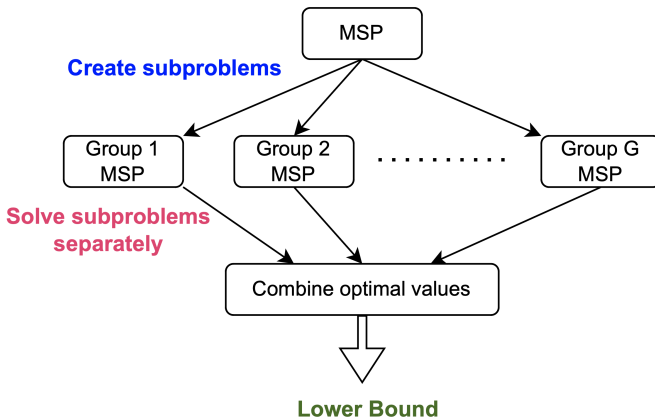 MSP
Create subproblems
Group 1
MSP
Group 2
MSP
Group G
MSP
Solve subproblems
separately
Combine optimal values
Lower Bound